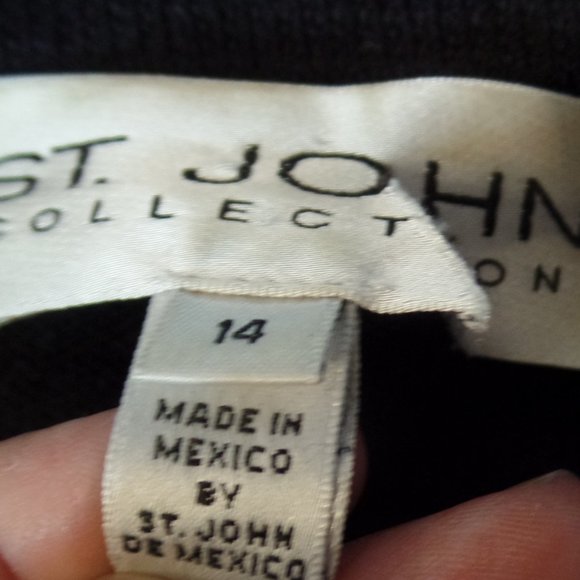 ST. JOHN
COLLECT ON
14
MADE IN
MEXICO
BY
ST. JOHN
DE MEXICO